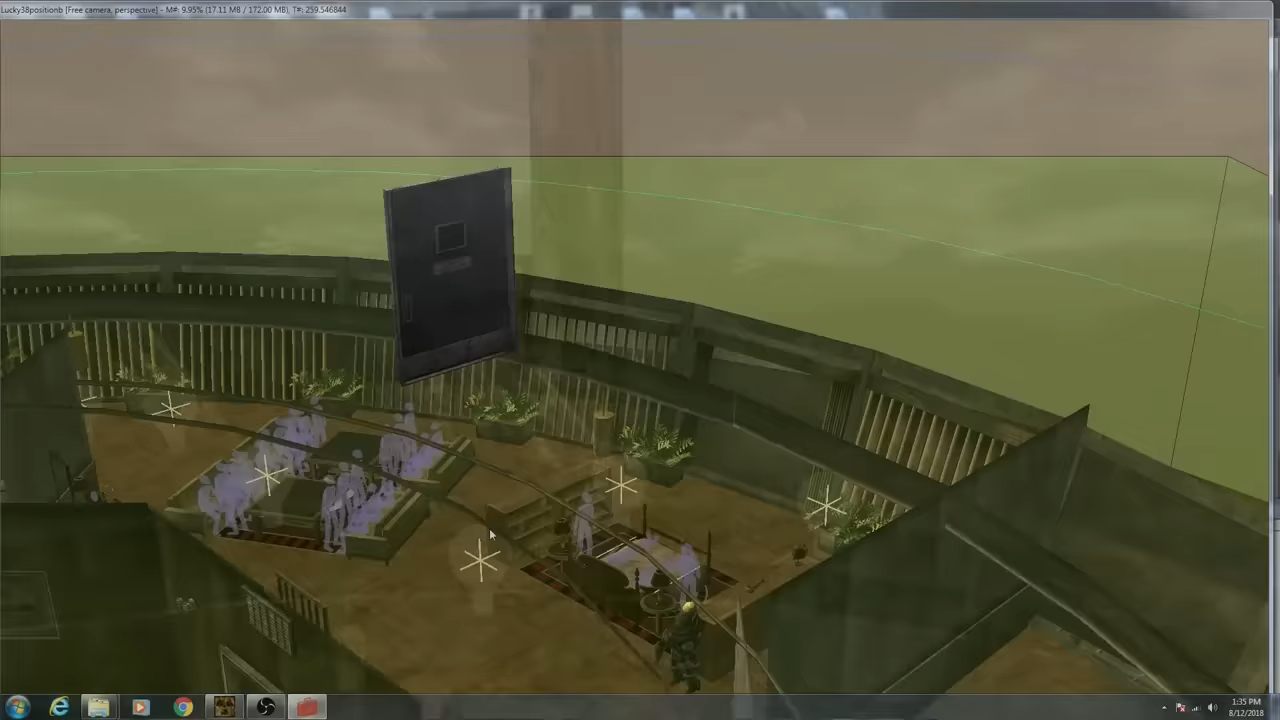 Lucky38positionb [Free camera, perspective] - M#: 9.95% (17.11 MB / 172.00 MB), T#: 259.546844
1:35 PM
8/12/2018